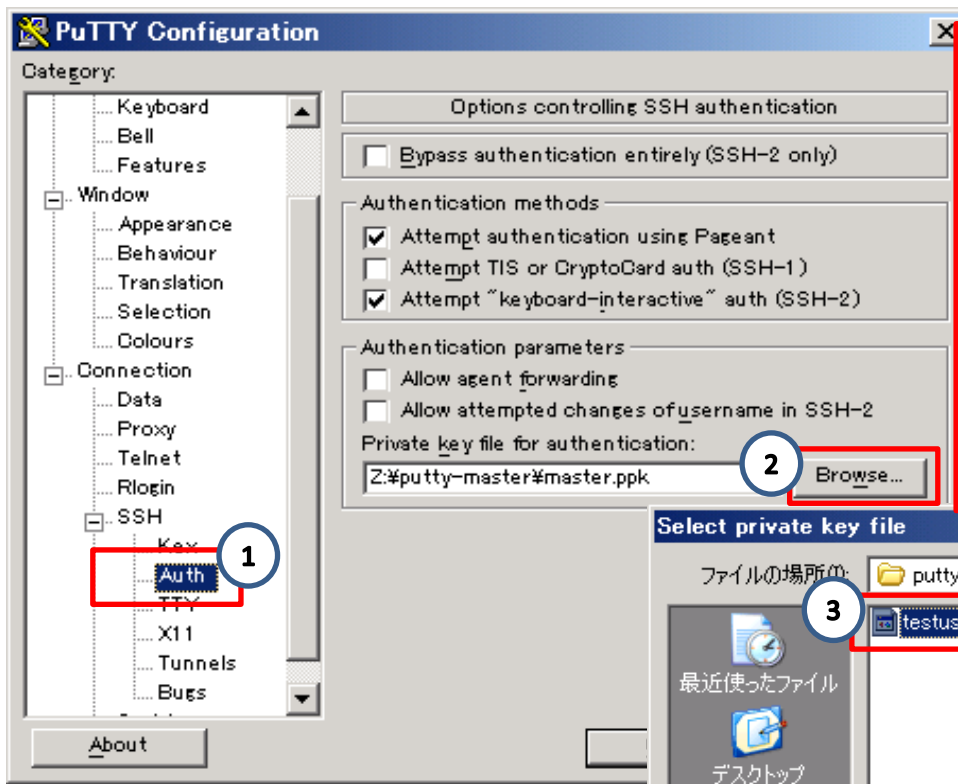 PuTTY Configuration
Category:
Keyboard
Bell
Features
Window
Appearance
Behaviour
Translation
Selection
Colours
Connection
Data
Proxy
Telnet
Rlogin
SSH
Kex
Auth
1
TTY
X11
Tunnels
Bugs
About
Options controlling SSH authentication
Bypass authentication entirely (SSH-2 only)
Authentication methods
Attempt authentication using Pageant
Attempt TIS or CryptoCard auth (SSH-1)
Attempt "keyboard-interactive" auth (SSH-2)
Authentication parameters
Allow agent forwarding
Allow attempted changes of username in SSH-2
Private key file for authentication:
Z:¥putty-master¥master.ppk
2
Browse...
Select private key file
ファイルの場所(I):
putty
3
testus
最近使ったファイル
デスクトップ